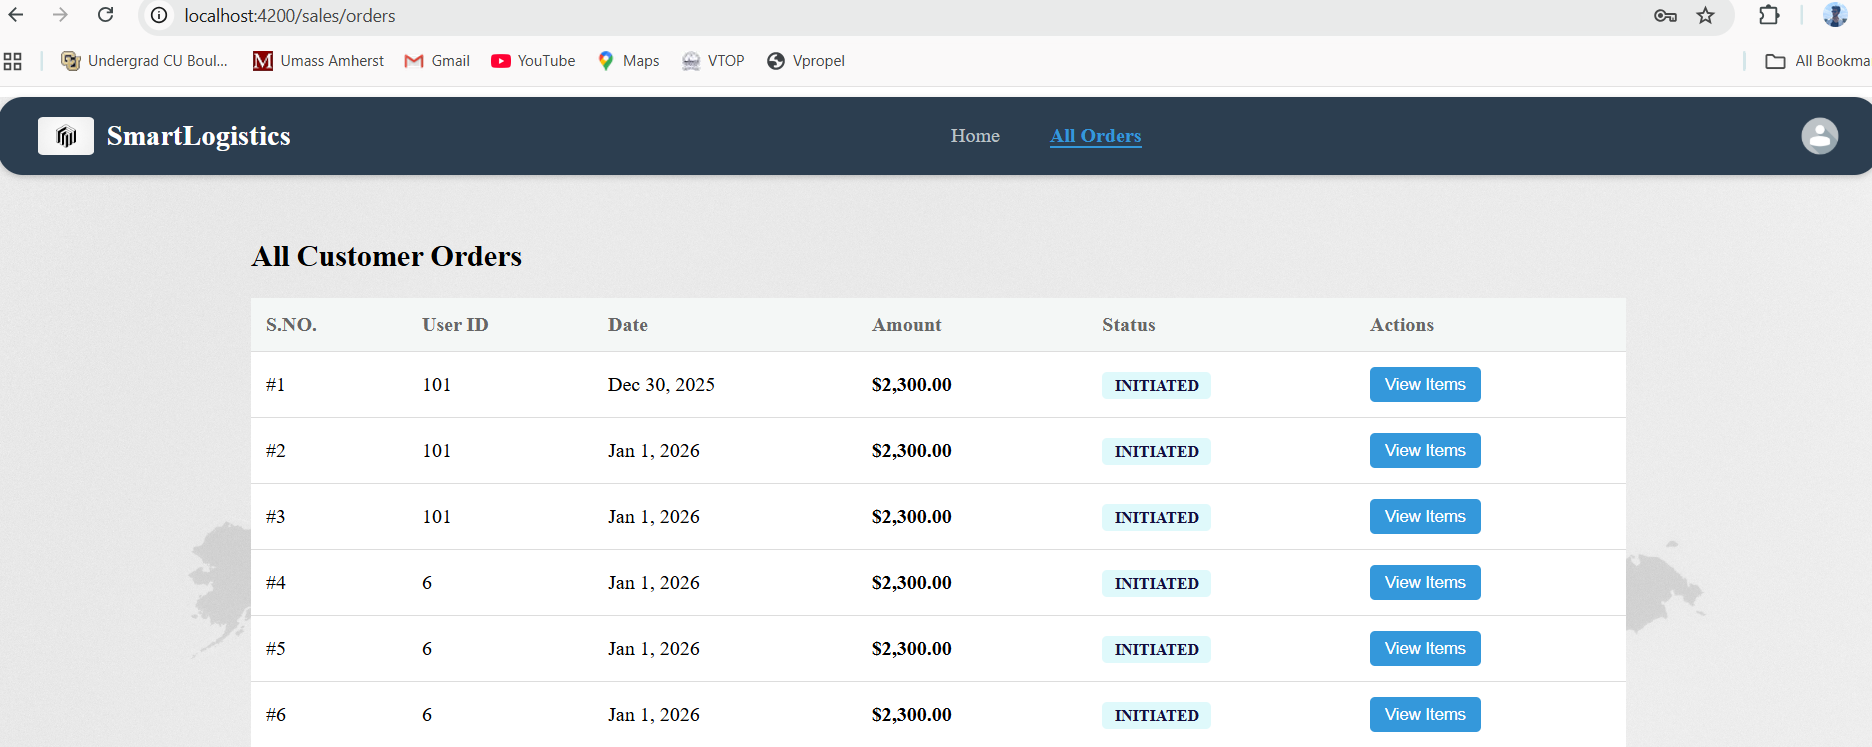 localhost:4200/sales/orders
Undergrad CU Boul... Umass Amherst Gmail YouTube Maps VTOP Vpropel All Bookma
SmartLogistics Home All Orders
All Customer Orders
S.NO. User ID Date Amount Status Actions
#1 101 Dec 30, 2025 $2,300.00 INITIATED View Items
#2 101 Jan 1, 2026 $2,300.00 INITIATED View Items
#3 101 Jan 1, 2026 $2,300.00 INITIATED View Items
#4 6 Jan 1, 2026 $2,300.00 INITIATED View Items
#5 6 Jan 1, 2026 $2,300.00 INITIATED View Items
#6 6 Jan 1, 2026 $2,300.00 INITIATED View Items